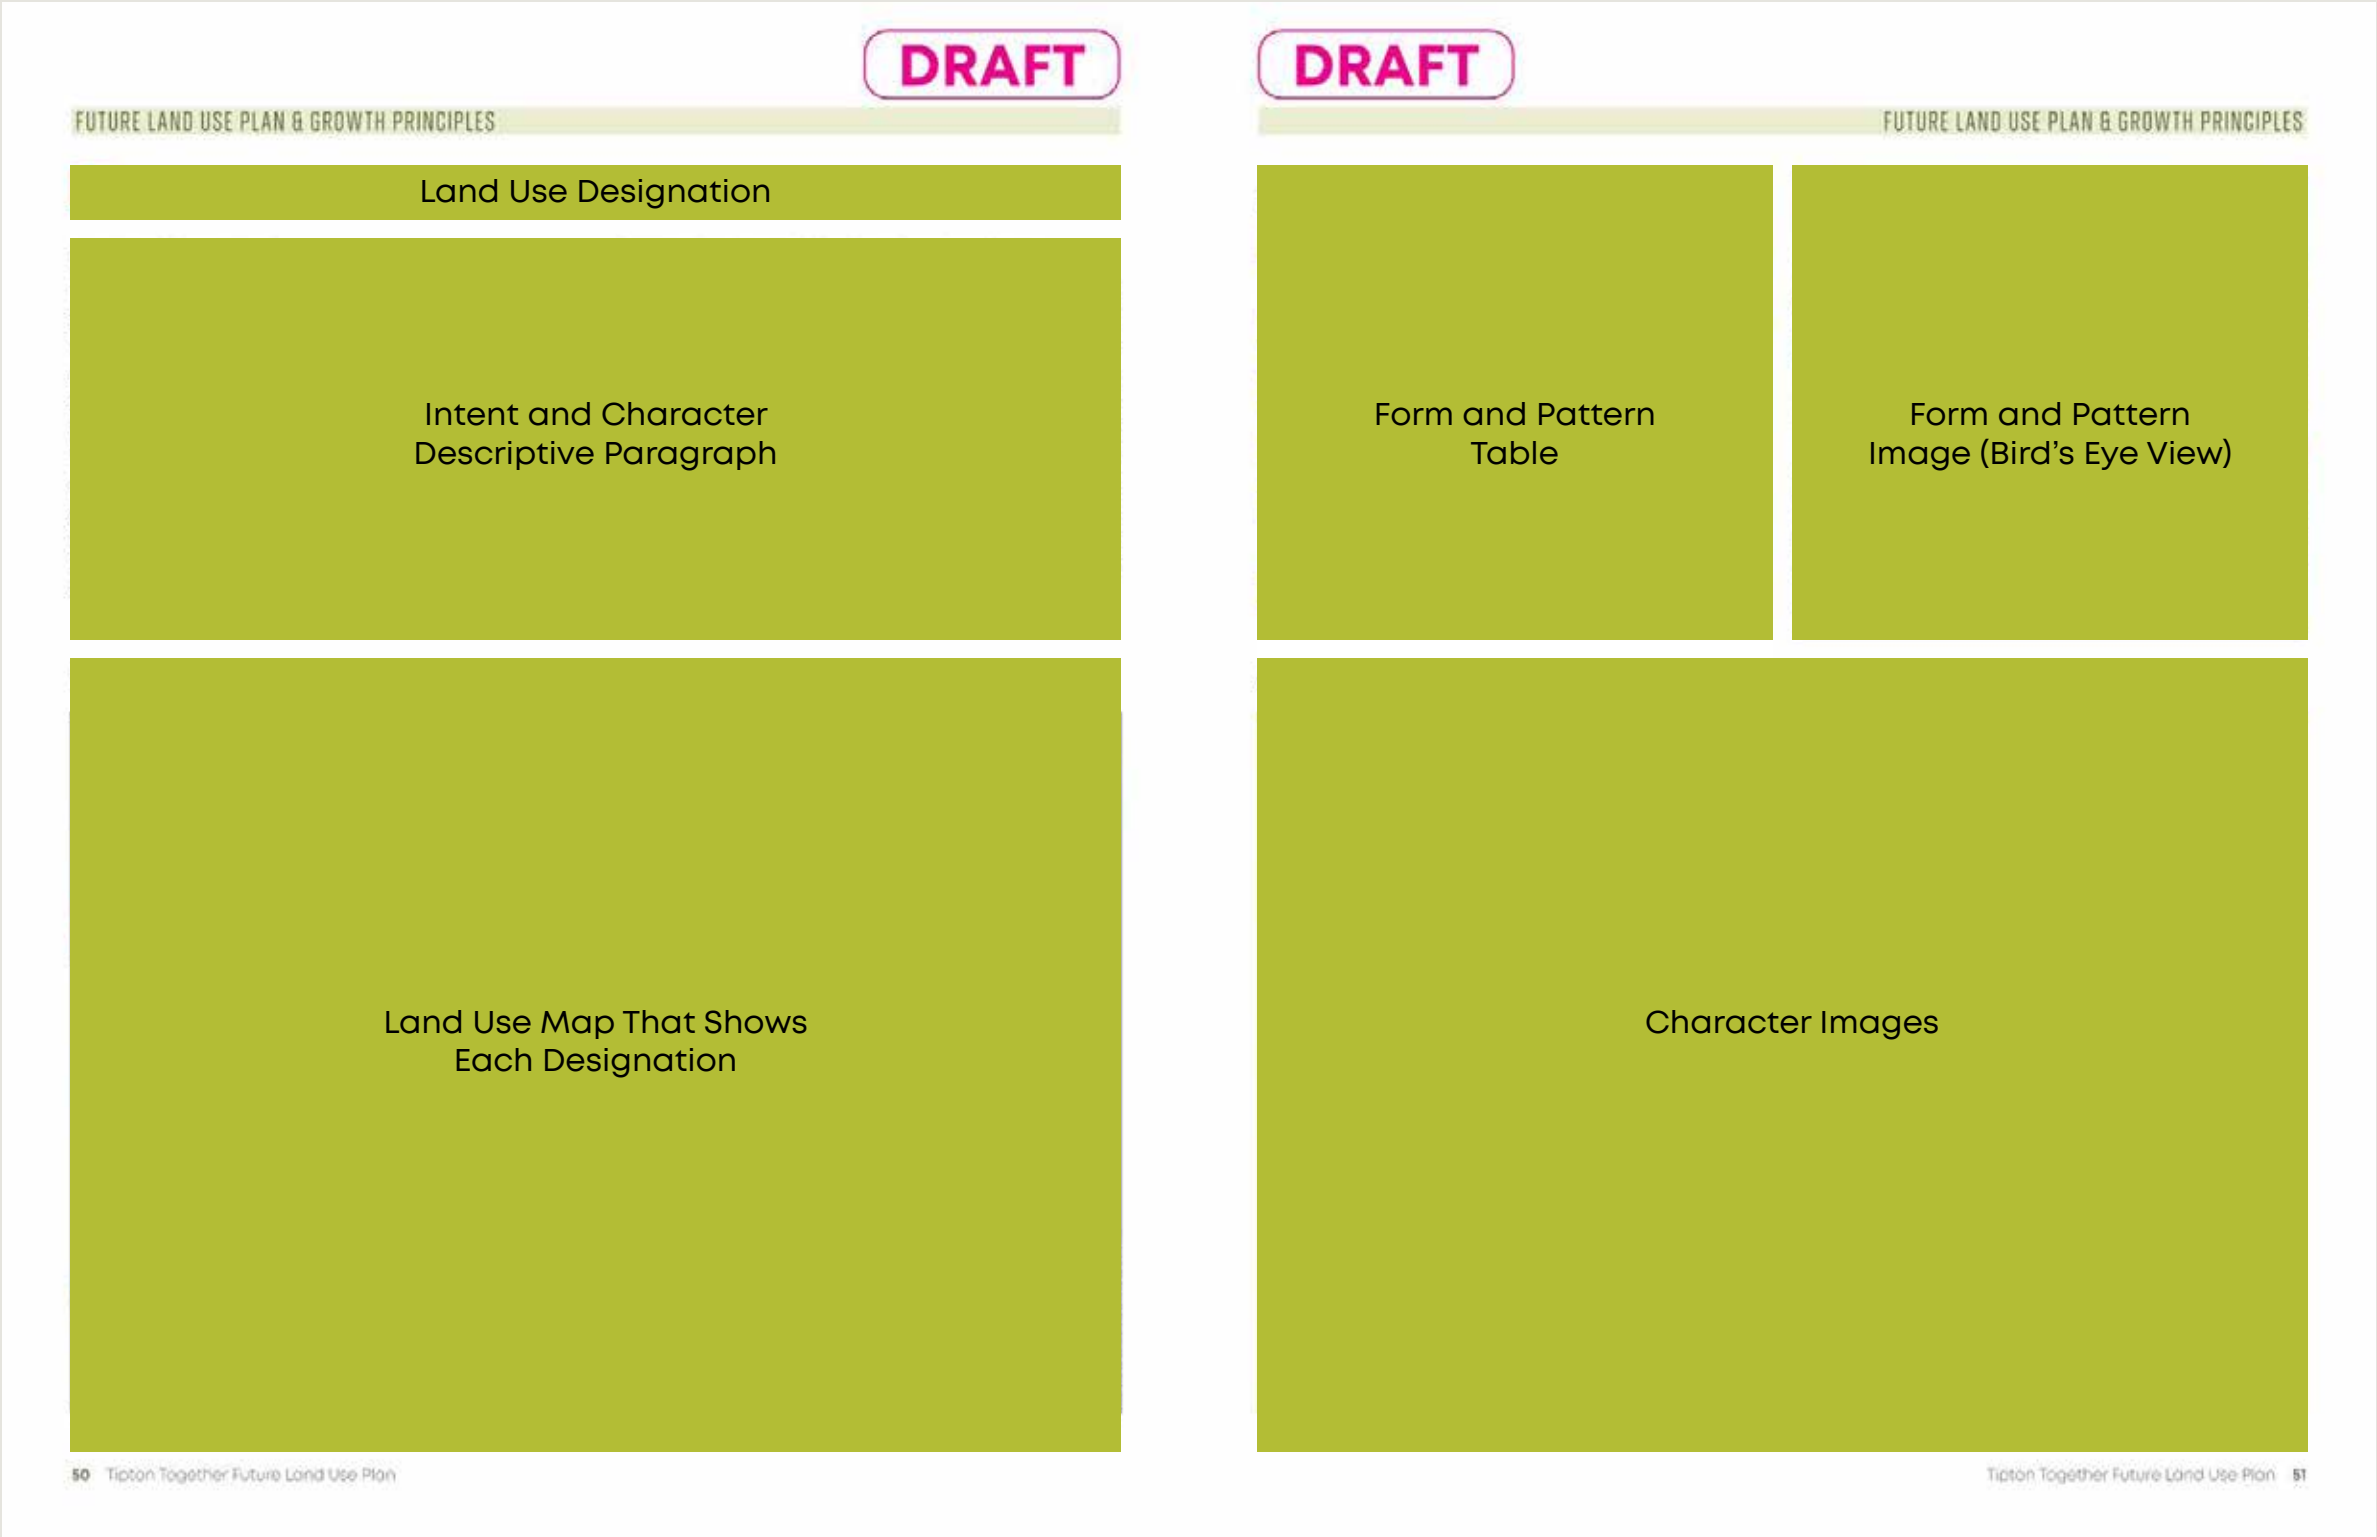 DRAFT
FUTURE LAND USE PLAN & GROWTH PRINCIPLES
Land Use Designation
Intent and Character
Descriptive Paragraph
Land Use Map That Shows
Each Designation
50 Tipton Together Future Land Use Plan
DRAFT
FUTURE LAND USE PLAN & GROWTH PRINCIPLES
Form and Pattern
Table
Form and Pattern
Image (Bird’s Eye View)
Character Images
Tipton Together Future Land Use Plan 51